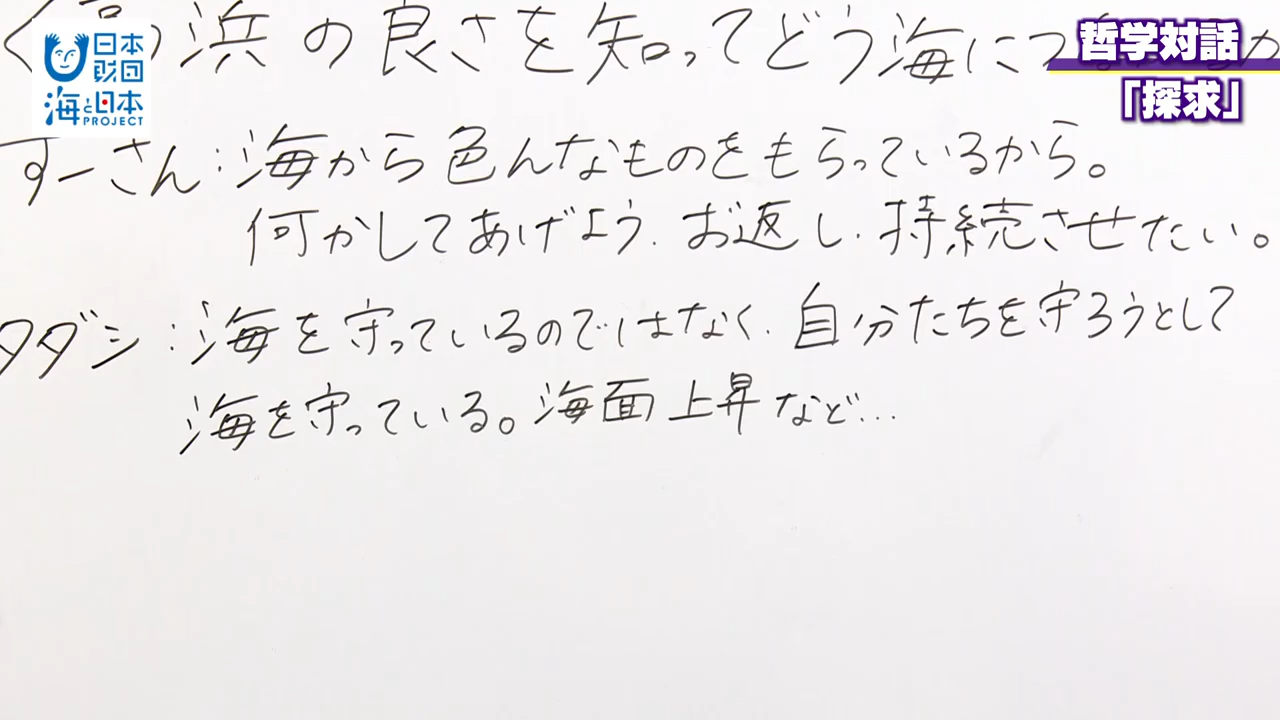 日本
財団
海と日本
PROJECT
哲学対話
「探求」
浜の良さを知ってどう海につ
すーさん：海から色んなものをもらっているから。
何かしてあげよう、お返し、持続させたい。
タダシ：海を守っているのではなく、自分たちを守ろうとして
海を守っている。海面上昇など…